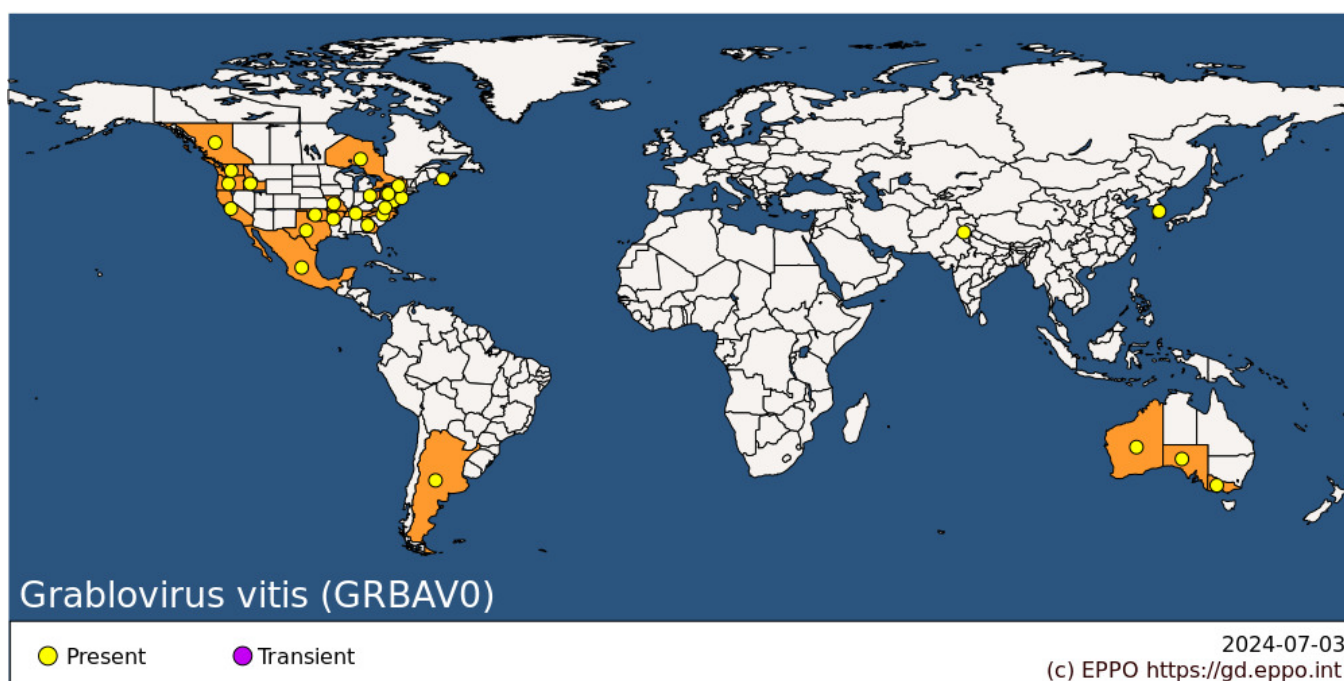 Grablovirus vitis (GRBAV0)
Present
Transient
2024-07-03
(c) EPPO https://gd.eppo.int